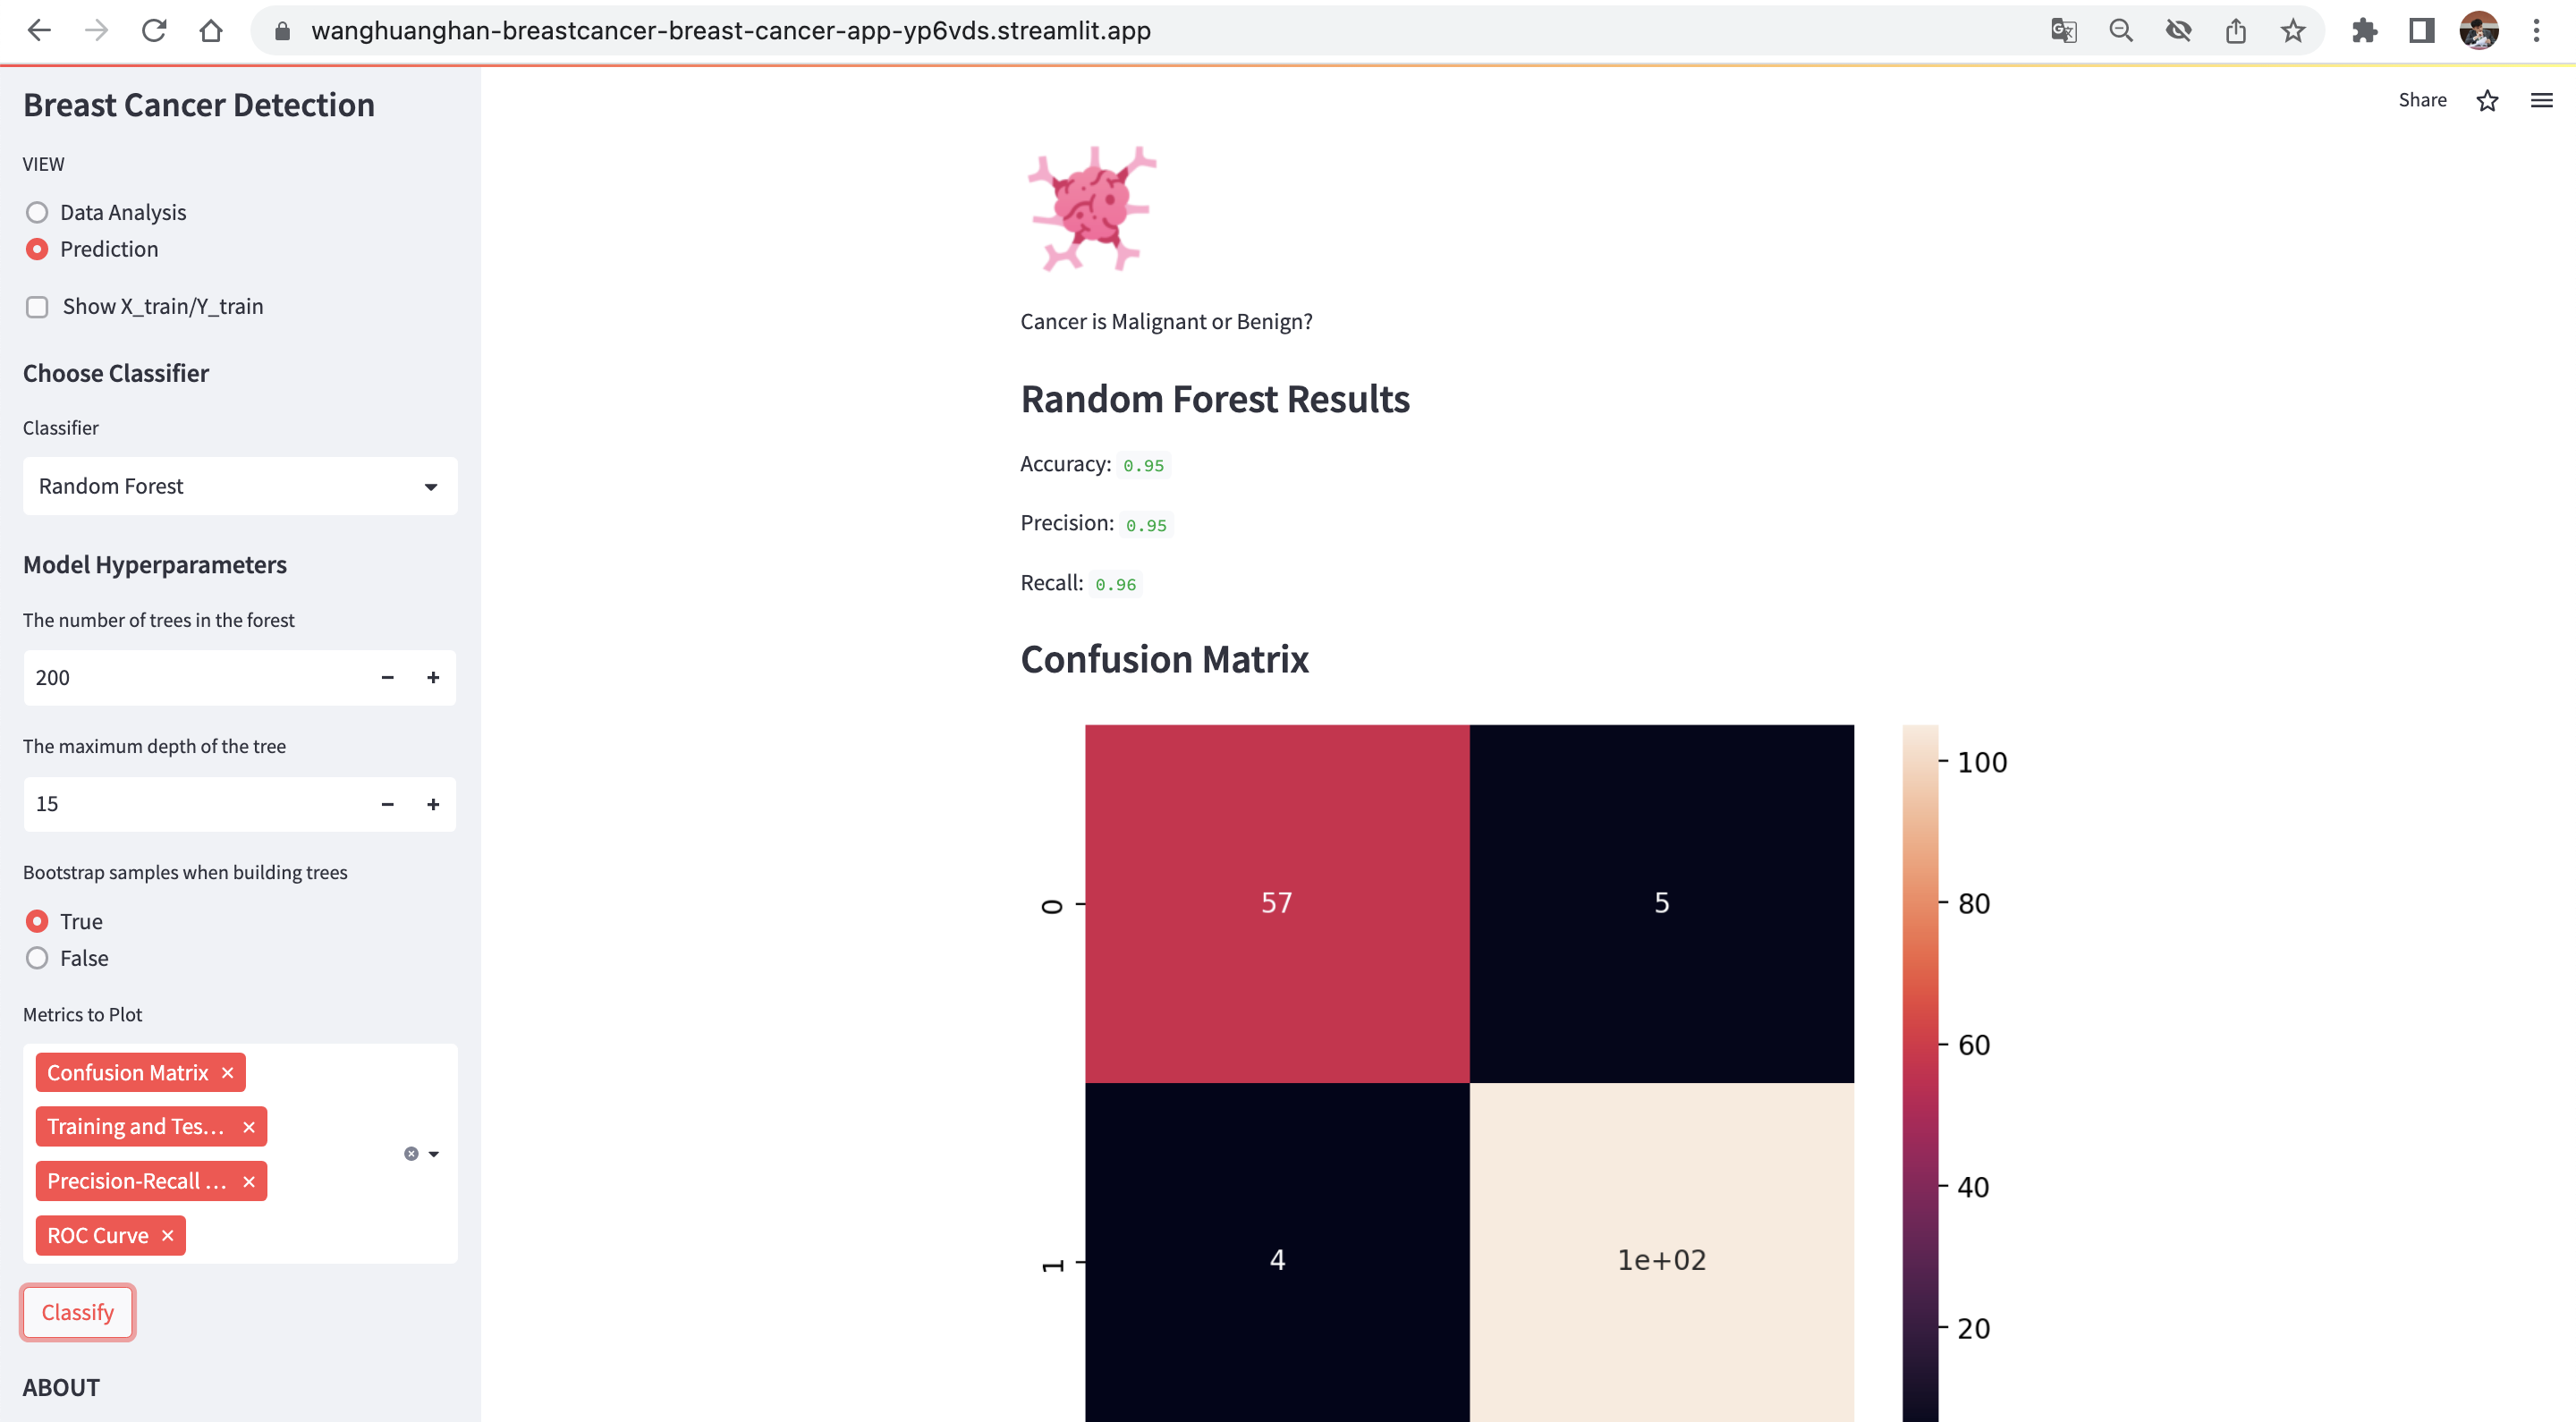 wanghuanghan-breastcancer-breast-cancer-app-yp6vds.streamlit.app
Breast Cancer Detection
VIEW
Data Analysis
Prediction
Show X_train/Y_train
Choose Classifier
Classifier
Random Forest
Model Hyperparameters
The number of trees in the forest
200
The maximum depth of the tree
15
Bootstrap samples when building trees
True
False
Metrics to Plot
Confusion Matrix
Training and Tes...
Precision-Recall ...
ROC Curve
Classify
ABOUT
Share
Cancer is Malignant or Benign?
Random Forest Results
Accuracy: 0.95
Precision: 0.95
Recall: 0.96
Confusion Matrix
0
57
5
1
4
1e+02
100
80
60
40
20